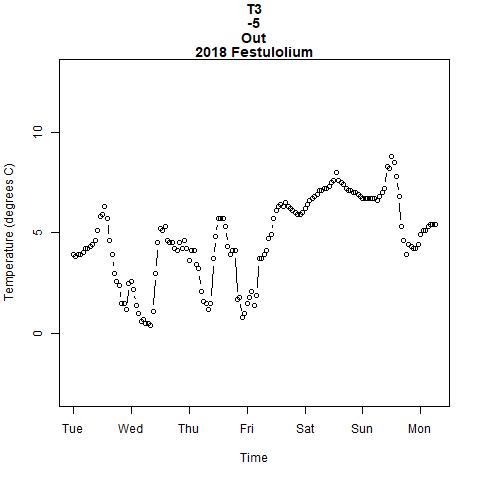 T3
-5
Out
2018 Festulolium
Temperature (degrees C)
10
5
0
Tue Wed Thu Fri Sat Sun Mon
Time